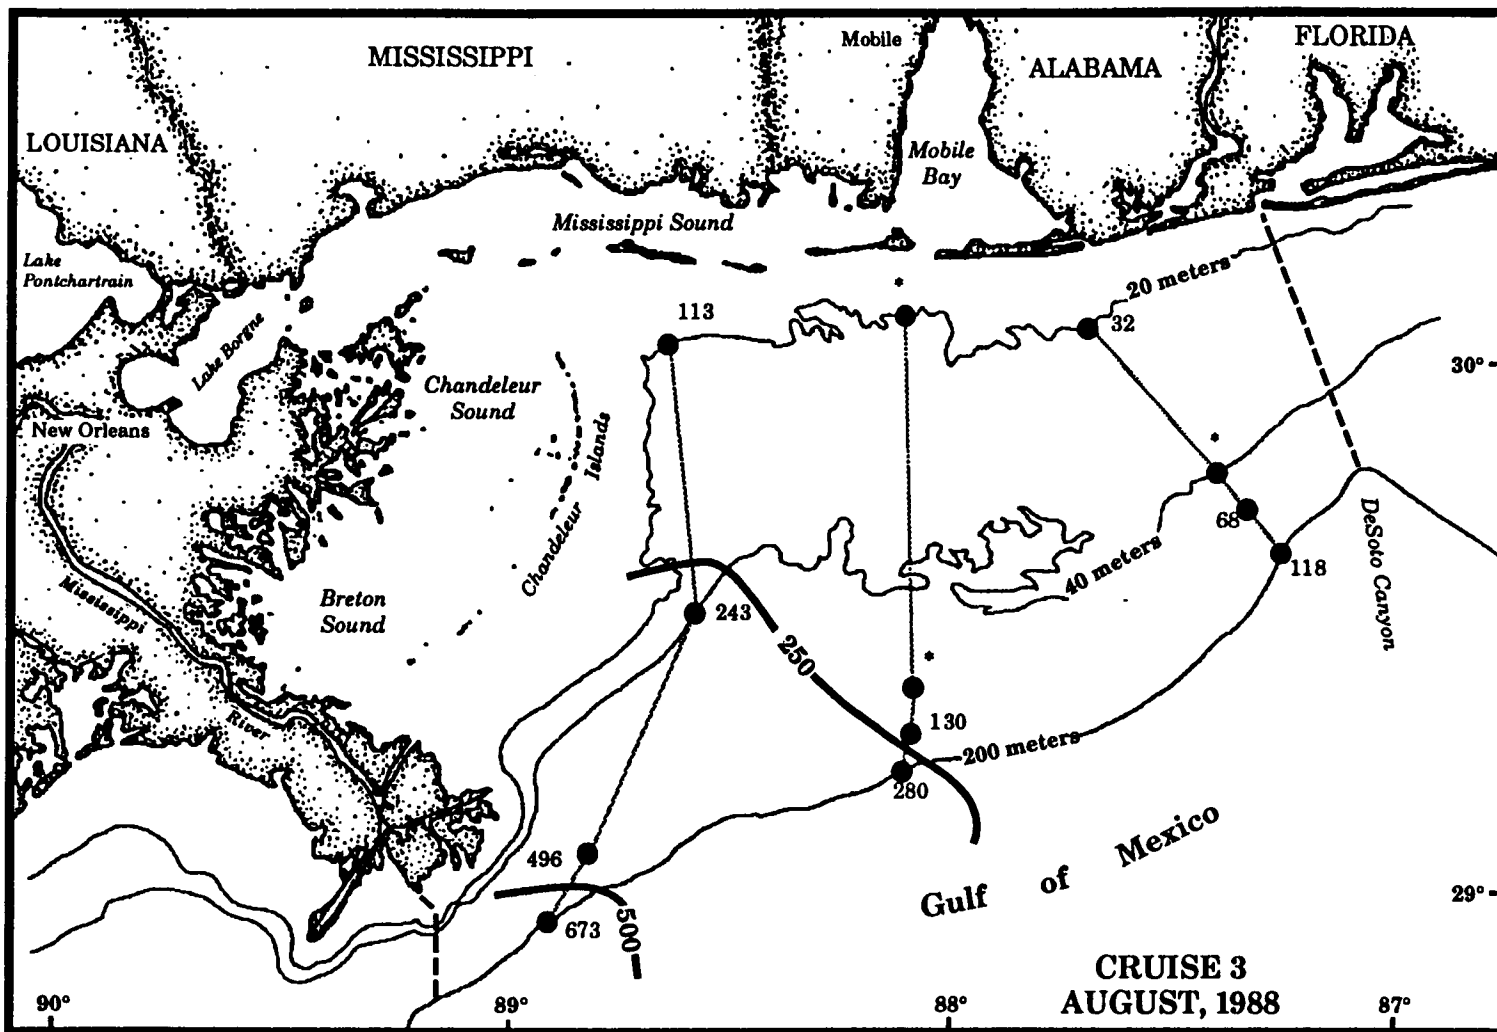 MISSISSIPPI
Mobile
ALABAMA
FLORIDA
LOUISIANA
Mobile
Bay
Mississippi Sound
Lake
Pontchartrain
20 meters
*
113
32
Lake Borgne
30°
Chandeleur
Sound
New Orleans
Chandeleur Islands
*
68
DeSoto Canyon
40 meters
118
Mississippi River
Breton
Sound
243
250
*
130
200 meters
280
Gulf of Mexico
496
29°
673
500
CRUISE 3
AUGUST, 1988
90°
89°
88°
87°